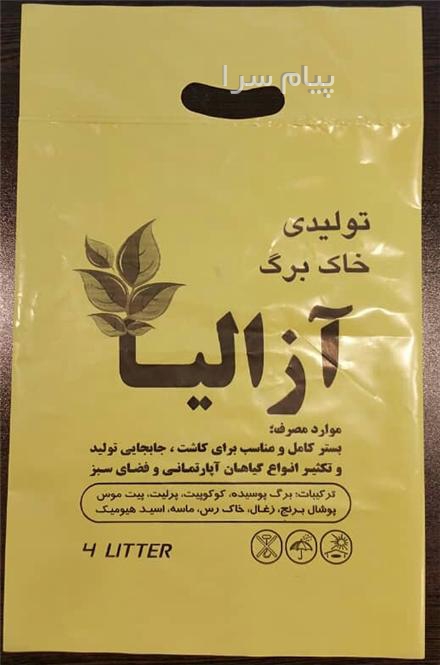 پیام سرا
تولیدی
خاک برگ
آزالیا
موارد مصرف؛
بستر کامل و مناسب برای کاشت ، جابجایی تولید
و تکثیر انواع گیاهان آپارتمانی و فضای سبز
ترکیبات: برگ پوسیده، کوکوپیت، پرلیت، پیت موس
پوشال برنج، زغال، خاک رس، ماسه، اسید هیومیک
4 LITTER